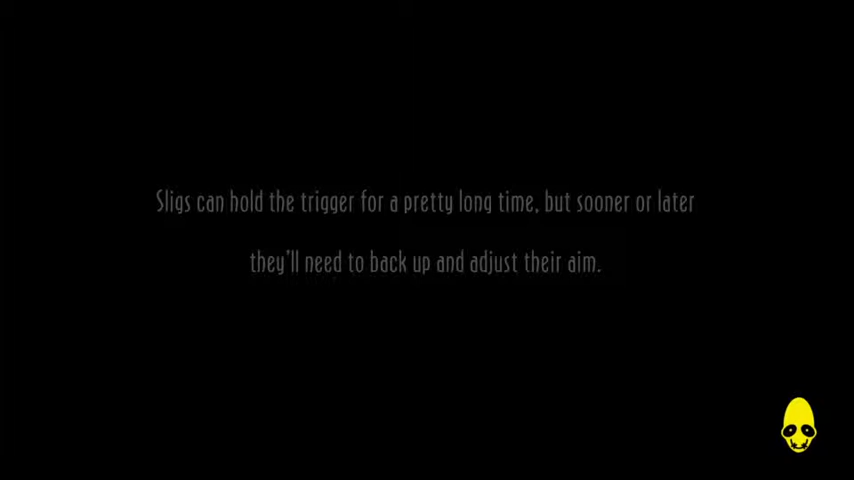 Sligs can hold the trigger for a pretty long time, but sooner or later
they'll need to back up and adjust their aim.